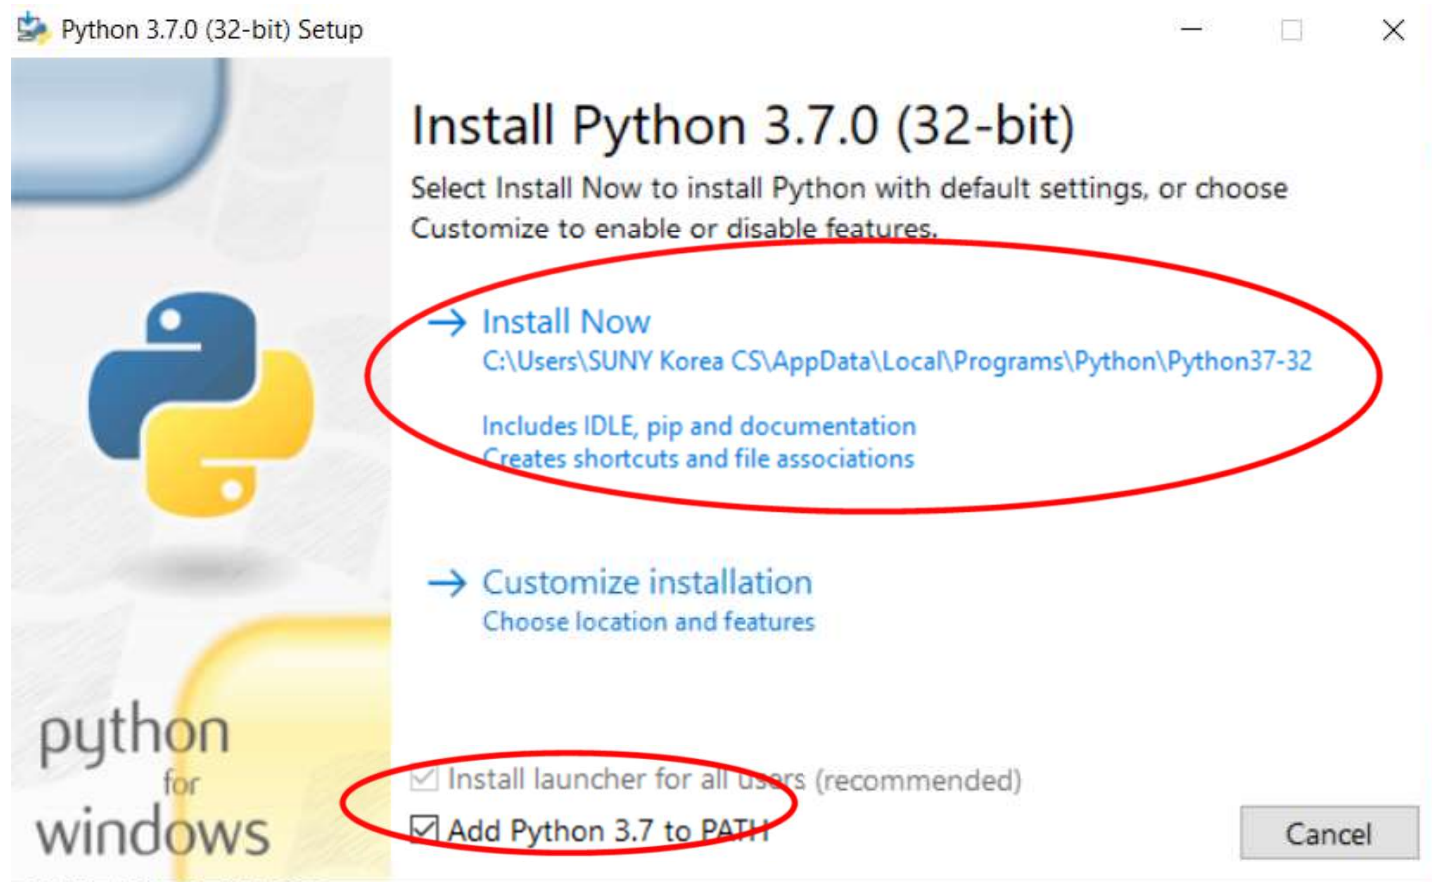 Python 3.7.0 (32-bit) Setup
Install Python 3.7.0 (32-bit)
Select Install Now to install Python with default settings, or choose
Customize to enable or disable features.
Install Now
C:\Users\SUNY Korea CS\AppData\Local\Programs\Python\Python37-32
Includes IDLE, pip and documentation
Creates shortcuts and file associations
Customize installation
Choose location and features
python
for
windows
Install launcher for all users (recommended)
Add Python 3.7 to PATH
Cancel